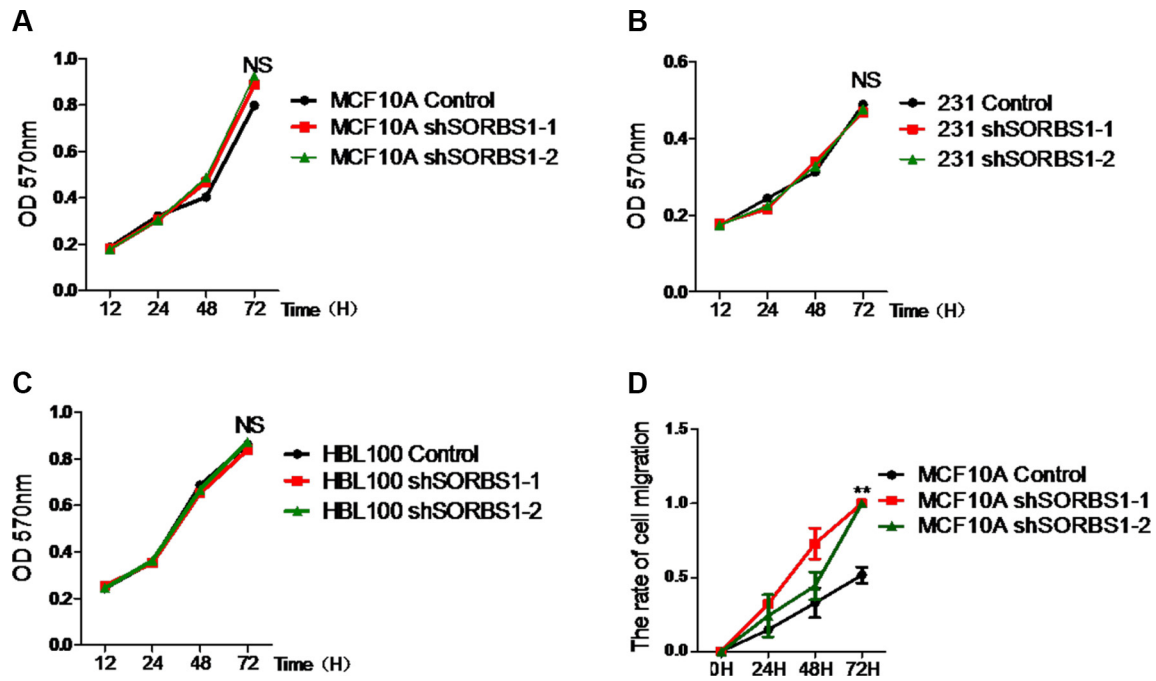 A
1.0
0.8
0.6
0.4
0.2
0.0
OD 570nm
NS
MCF10A Control
MCF10A shSORBS1-1
MCF10A shSORBS1-2
12 24 48 72 Time (H)
B
0.6
0.4
0.2
0.0
OD 570nm
NS
231 Control
231 shSORBS1-1
231 shSORBS1-2
12 24 48 72 Time (H)
C
1.0
0.8
0.6
0.4
0.2
0.0
OD 570nm
NS
HBL100 Control
HBL100 shSORBS1-1
HBL100 shSORBS1-2
12 24 48 72 Time (H)
D
1.5
1.0
0.5
0.0
The rate of cell migration
**
MCF10A Control
MCF10A shSORBS1-1
MCF10A shSORBS1-2
0H 24H 48H 72H